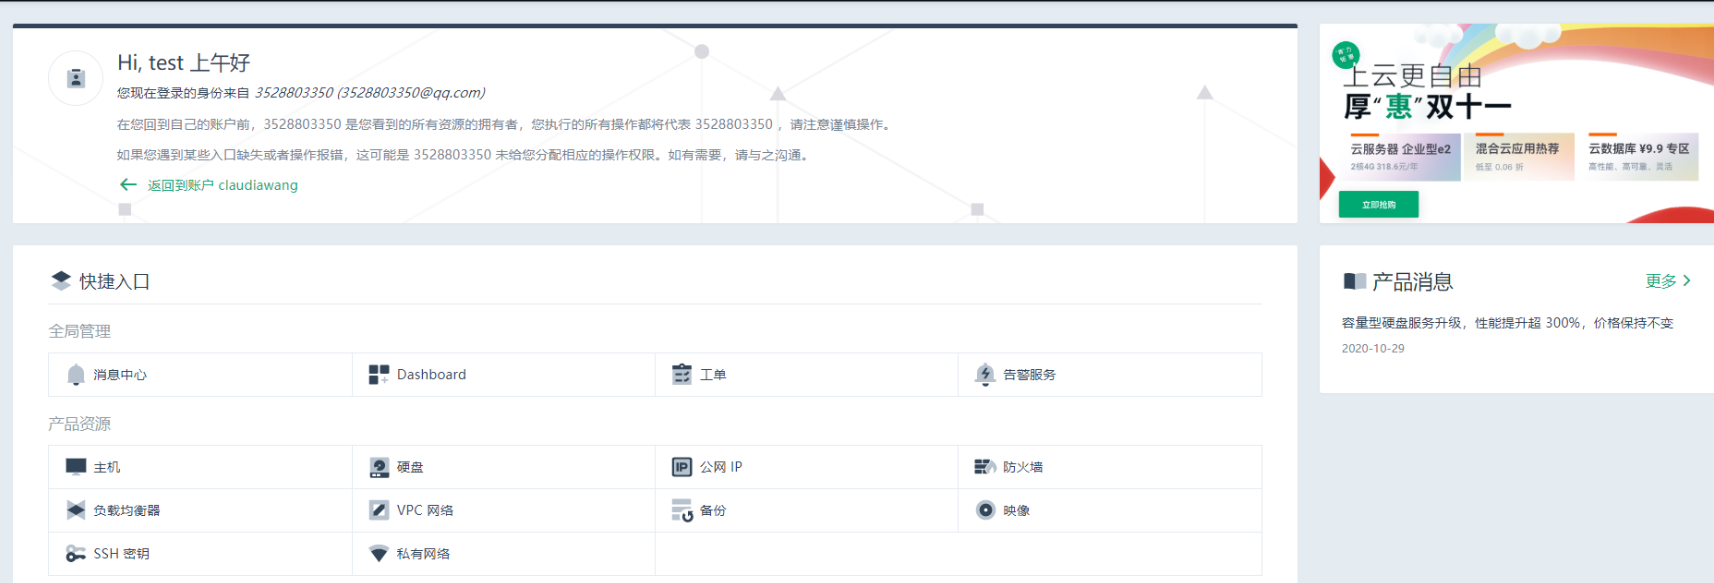 Hi, test 上午好
您现在登录的身份来自 3528803350 (3528803350@qq.com)
在您回到自己的账户前，3528803350 是您看到的所有资源的拥有者，您执行的所有操作都将代表 3528803350 ，请注意谨慎操作。
如果您遇到某些入口缺失或者操作报错，这可能是 3528803350 未给您分配相应的操作权限。如有需要，请与之沟通。
返回到账户 claudiawang
上云更自由
厚“惠”双十一
云服务器 企业型e2
2核4G 318.6元/年
混合云应用热荐
低至 0.06 折
云数据库 ¥9.9 专区
高性能、高可靠、灵活
立即抢购
快捷入口
全局管理
消息中心
Dashboard
工单
告警服务
产品资源
主机
硬盘
IP 公网 IP
防火墙
负载均衡器
VPC 网络
备份
映像
SSH 密钥
私有网络
产品消息
更多
容量型硬盘服务升级，性能提升超 300%，价格保持不变
2020-10-29